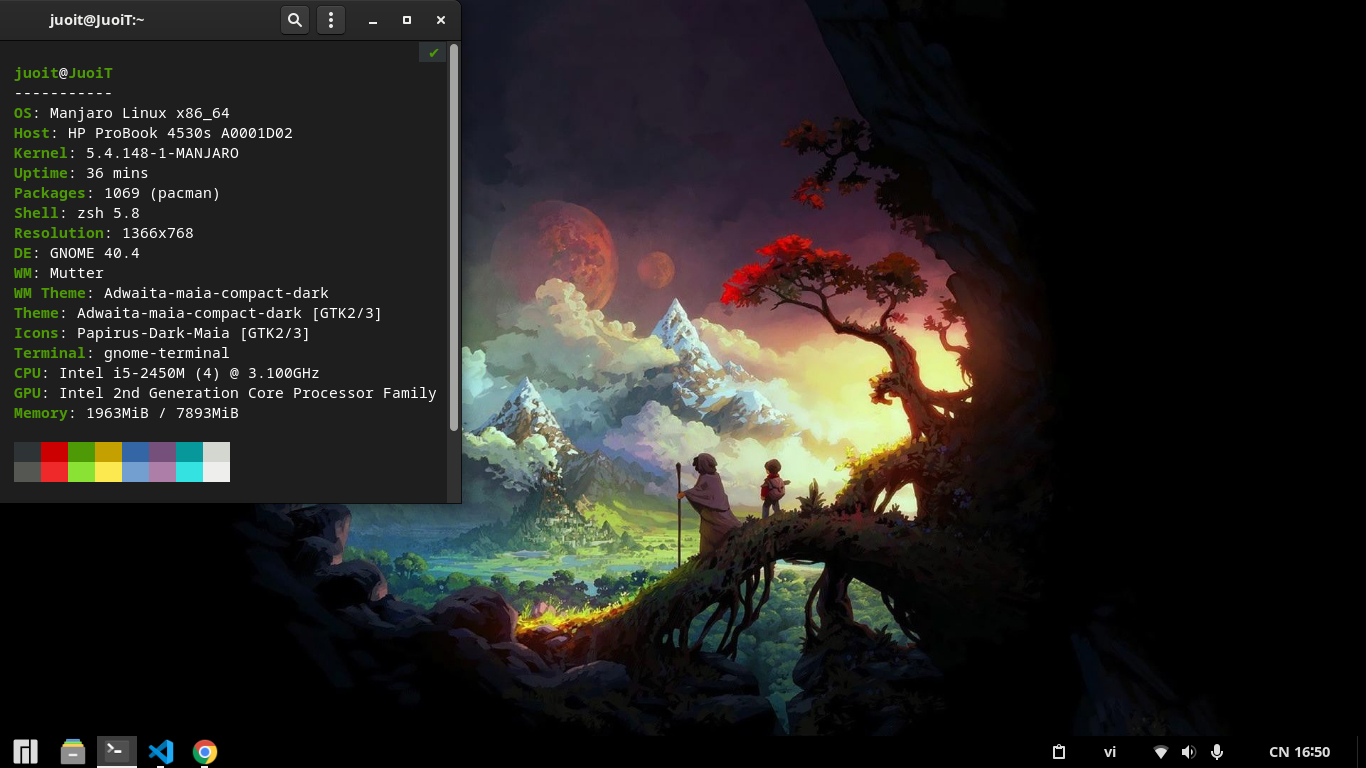 juoit@JuoiT:~
juoit@JuoiT
-----------
OS: Manjaro Linux x86_64
Host: HP ProBook 4530s A0001D02
Kernel: 5.4.148-1-MANJARO
Uptime: 36 mins
Packages: 1069 (pacman)
Shell: zsh 5.8
Resolution: 1366x768
DE: GNOME 40.4
WM: Mutter
WM Theme: Adwaita-maia-compact-dark
Theme: Adwaita-maia-compact-dark [GTK2/3]
Icons: Papirus-Dark-Maia [GTK2/3]
Terminal: gnome-terminal
CPU: Intel i5-2450M (4) @ 3.100GHz
GPU: Intel 2nd Generation Core Processor Family
Memory: 1963MiB / 7893MiB
vi CN 16:50